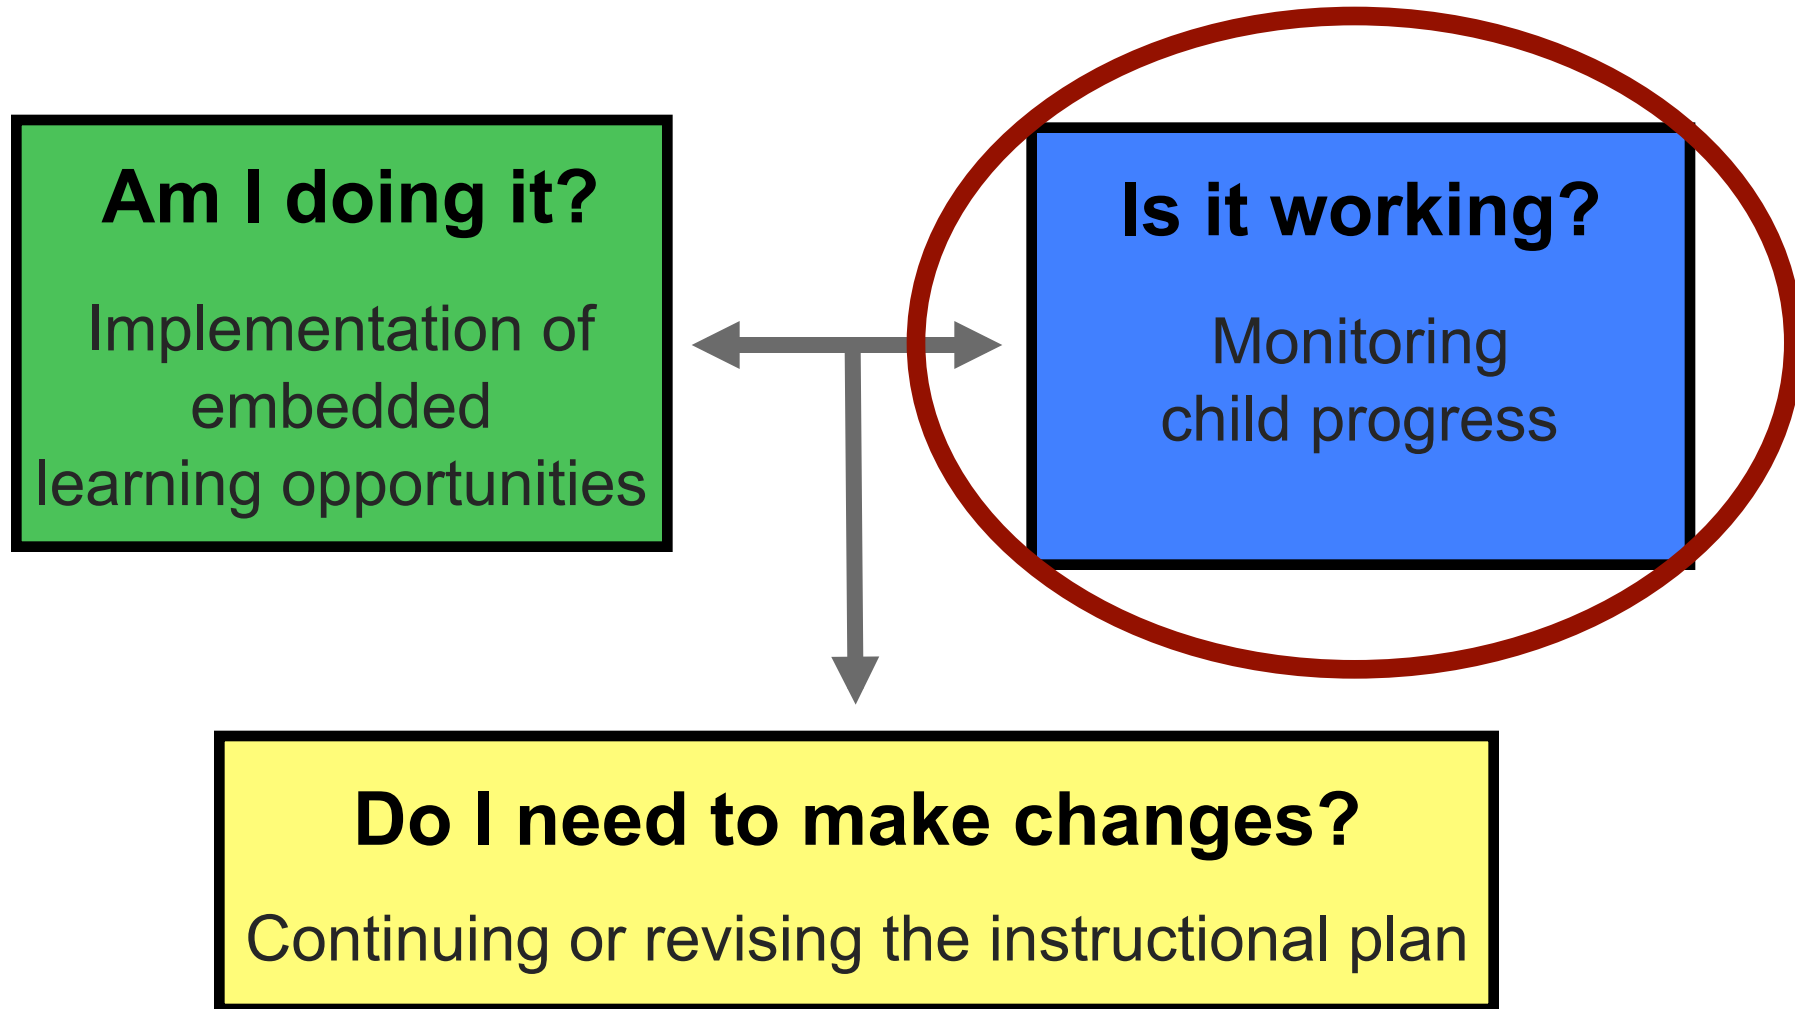 Am I doing it?
Implementation of
embedded
learning opportunities
Is it working?
Monitoring
child progress
Do I need to make changes?
Continuing or revising the instructional plan